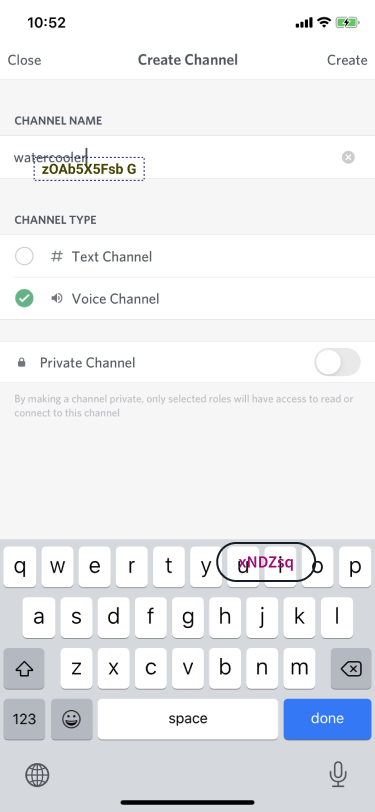 10:52
Close Create Channel Create
CHANNEL NAME
watercooler
zOAb5X5Fsb G
CHANNEL TYPE
# Text Channel
Voice Channel
Private Channel
By making a channel private, only selected roles will have access to read or
connect to this channel
xNDZsq
q w e r t y u i o p
a s d f g h j k l
z x c v b n m
123 space done